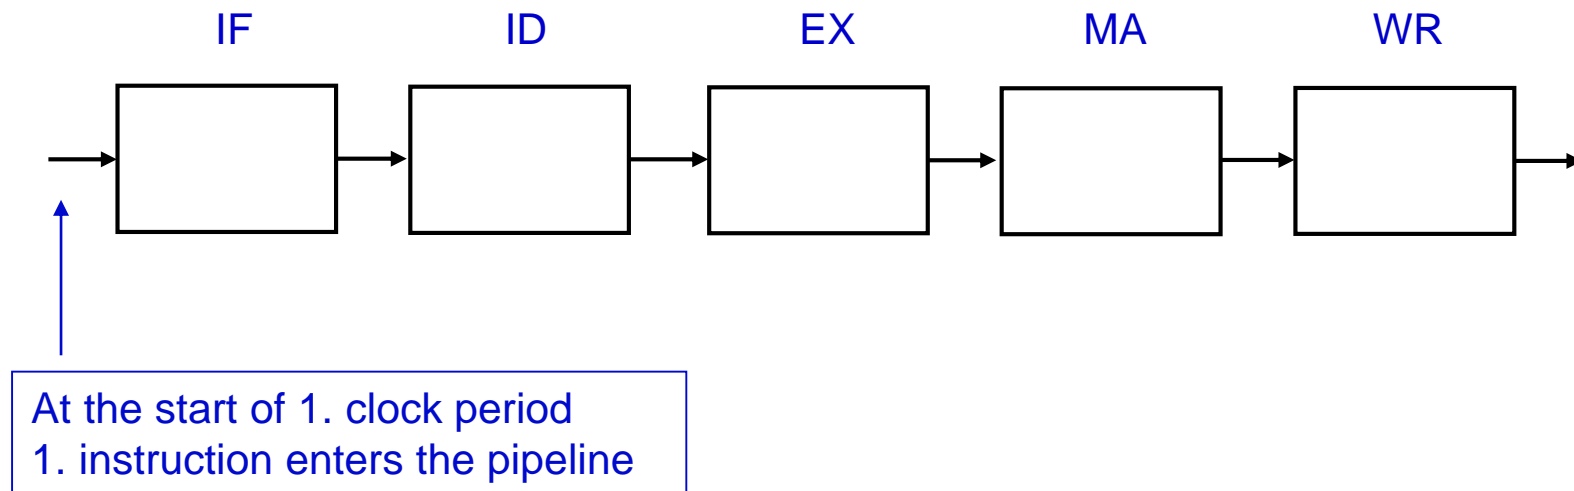 IF ID EX MA WR
At the start of 1. clock period
1. instruction enters the pipeline